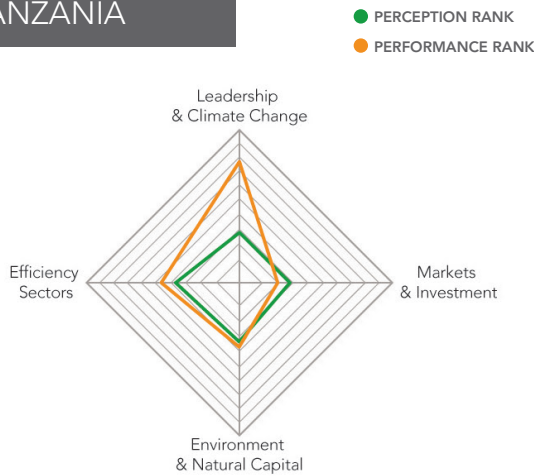 ANZANIA
PERCEPTION RANK
PERFORMANCE RANK
Leadership
& Climate Change
Efficiency
Sectors
Markets
& Investment
Environment
& Natural Capital